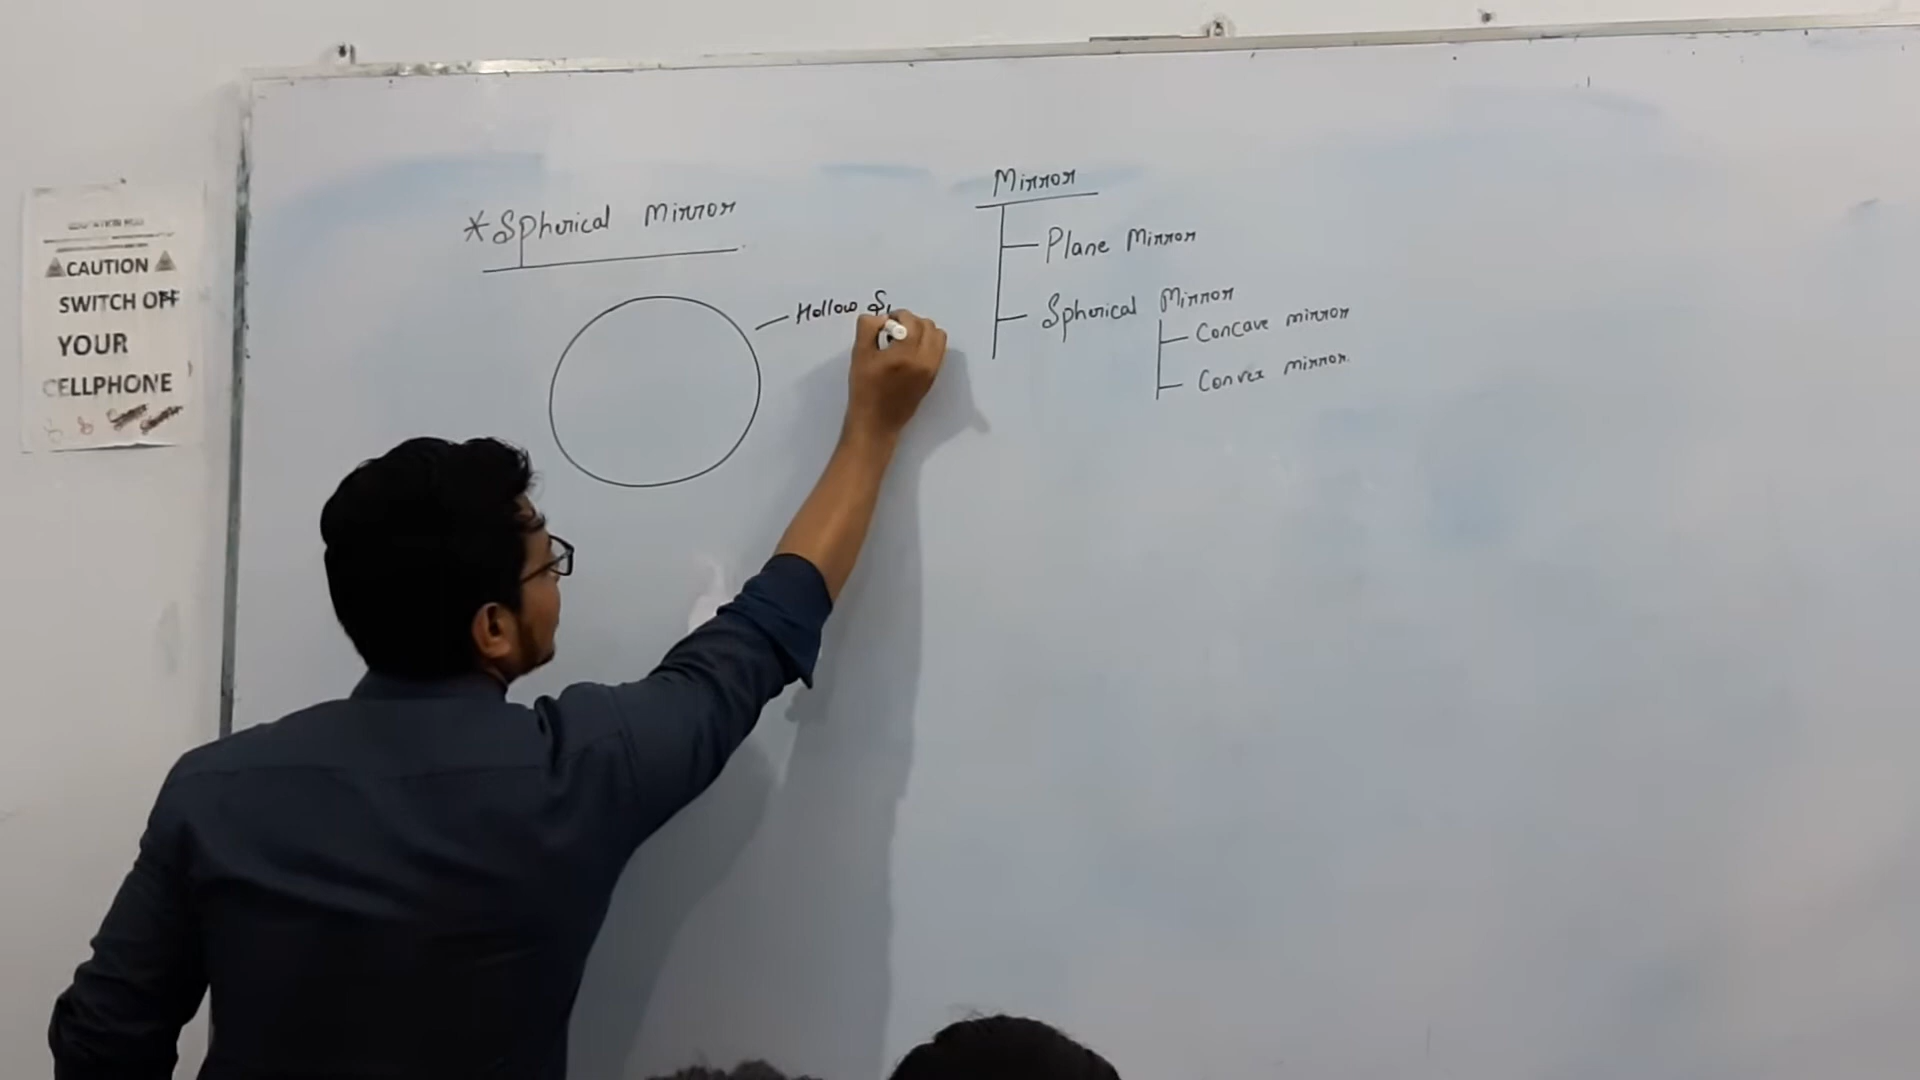 CAUTION
SWITCH OFF
YOUR
CELLPHONE
*Spherical Mirror
Hollow
Mirror
Plane Mirror
Spherical Mirror
Concave mirror
Convex mirror.